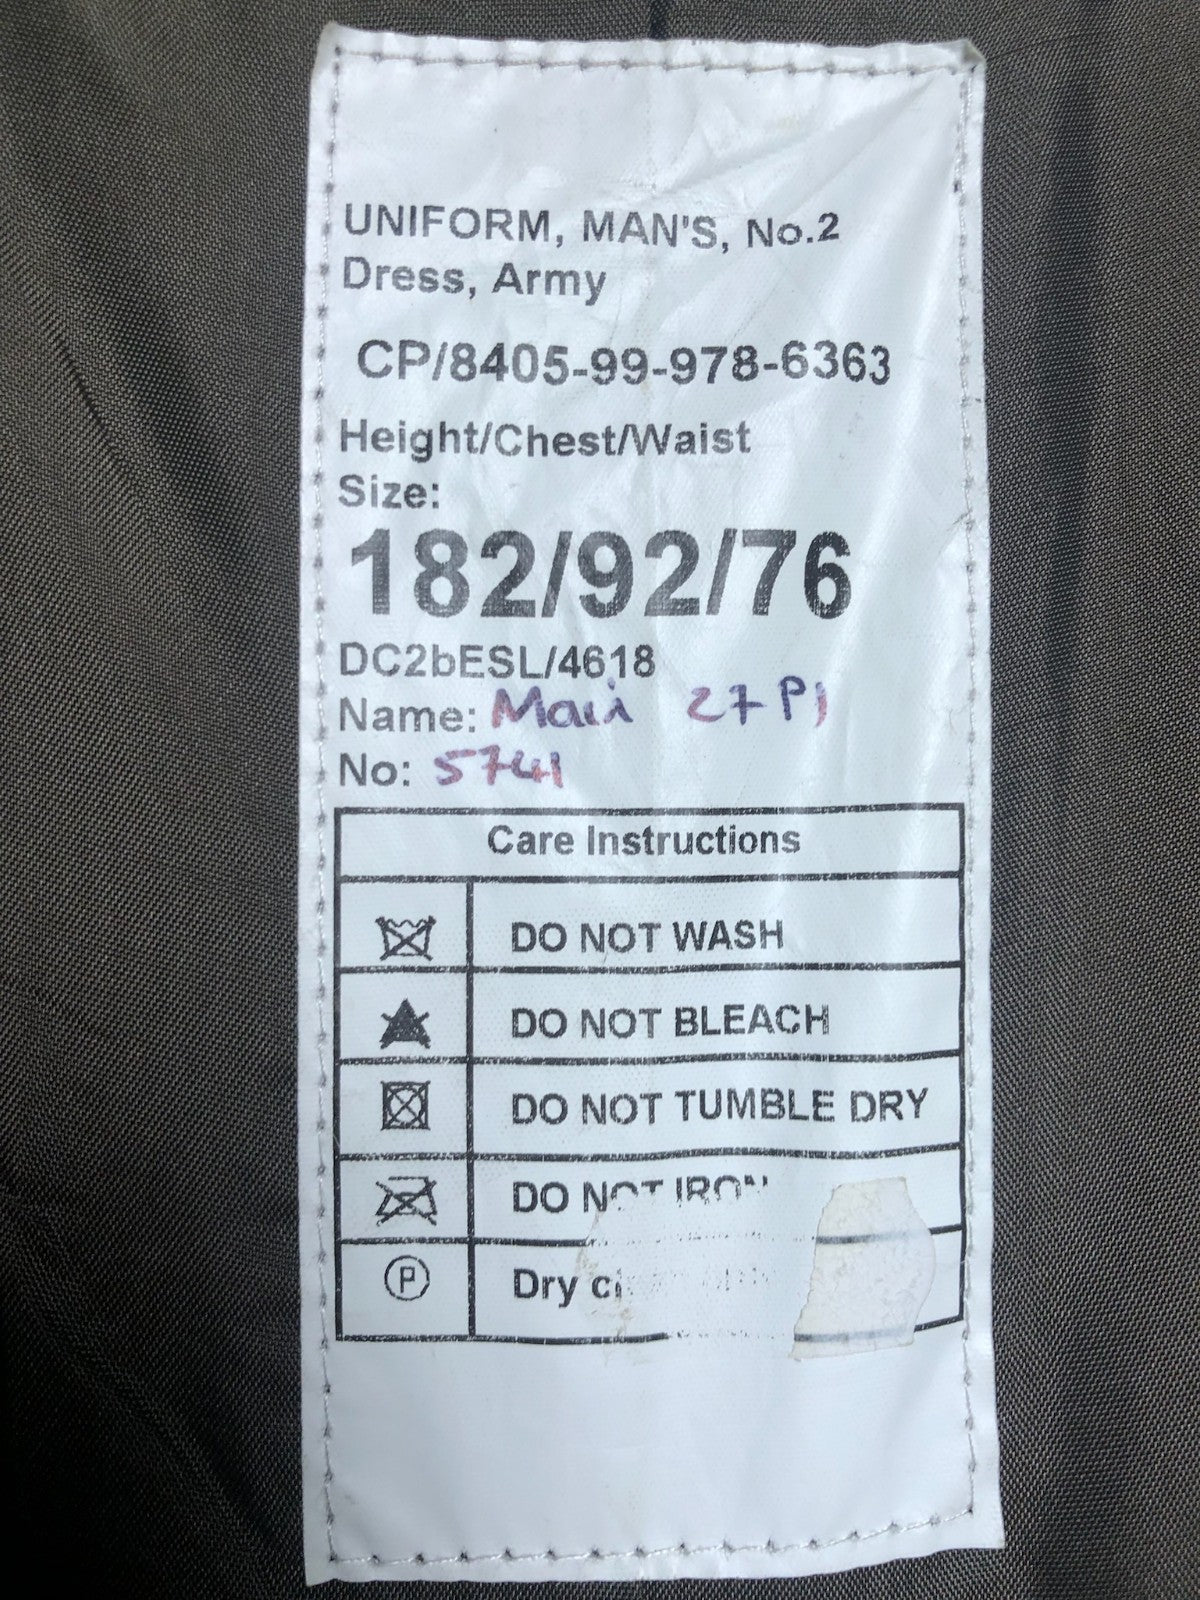 UNIFORM, MAN'S, No.2
Dress, Army
CP/8405-99-978-6363
Height/Chest/Waist
Size:
182/92/76
DC2bESL/4618
Name: 27 Pl
No: 5741
Care Instructions
DO NOT WASH
DO NOT BLEACH
DO NOT TUMBLE DRY
DO NOT IRON
P Dry